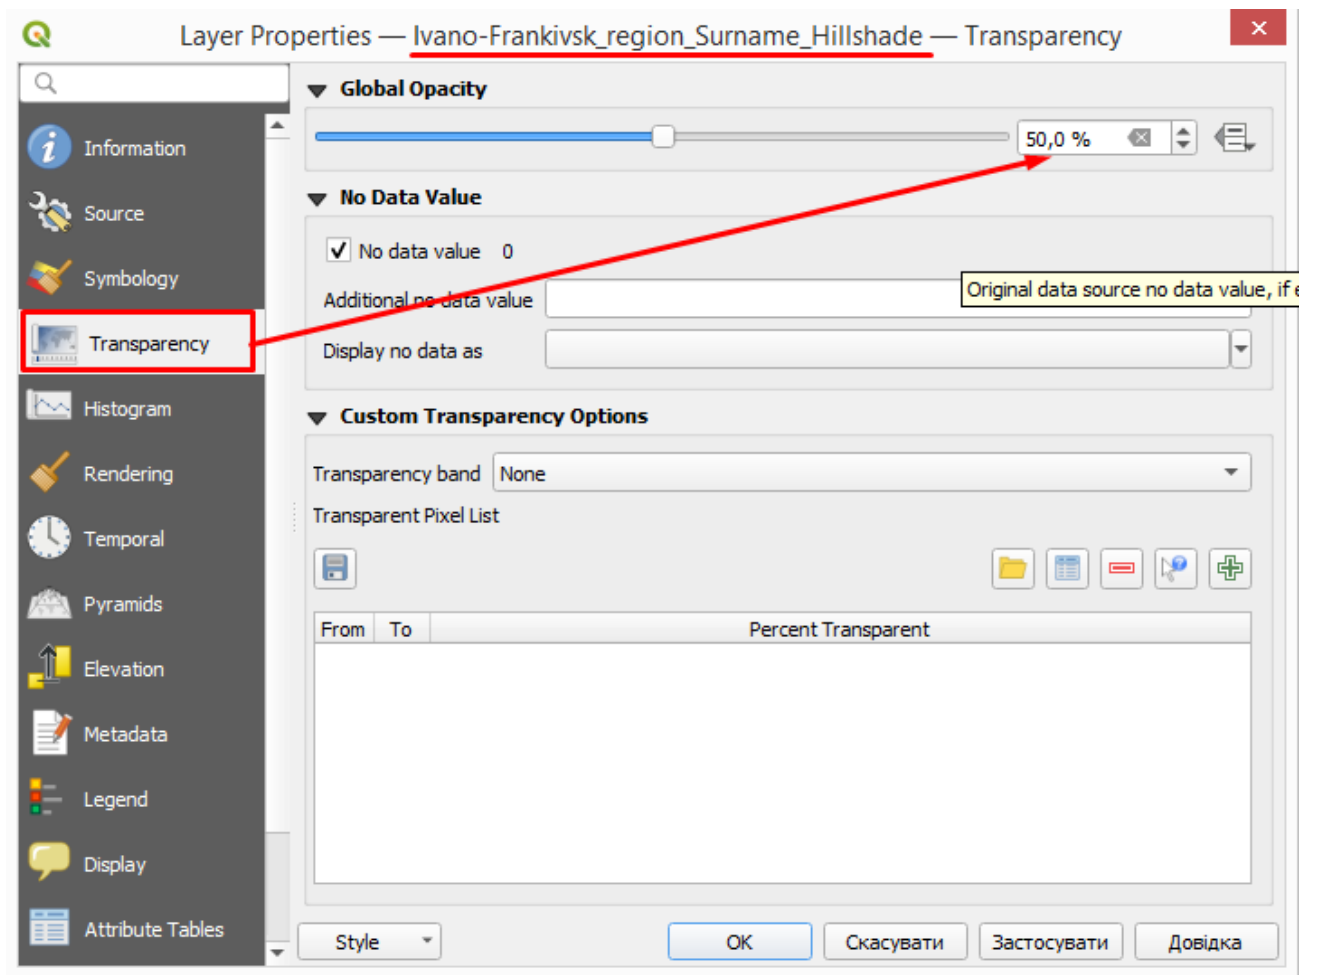 Layer Properties — Ivano-Frankivsk_region_Surname_Hillshade — Transparency
Information
Source
Symbology
Transparency
Histogram
Rendering
Temporal
Pyramids
Elevation
Metadata
Legend
Display
Attribute Tables
Global Opacity
50,0 %
No Data Value
No data value 0
Additional no data value
Original data source no data value, if
Display no data as
Custom Transparency Options
Transparency band None
Transparent Pixel List
From To Percent Transparent
Style OK Скасувати Застосувати Довідка